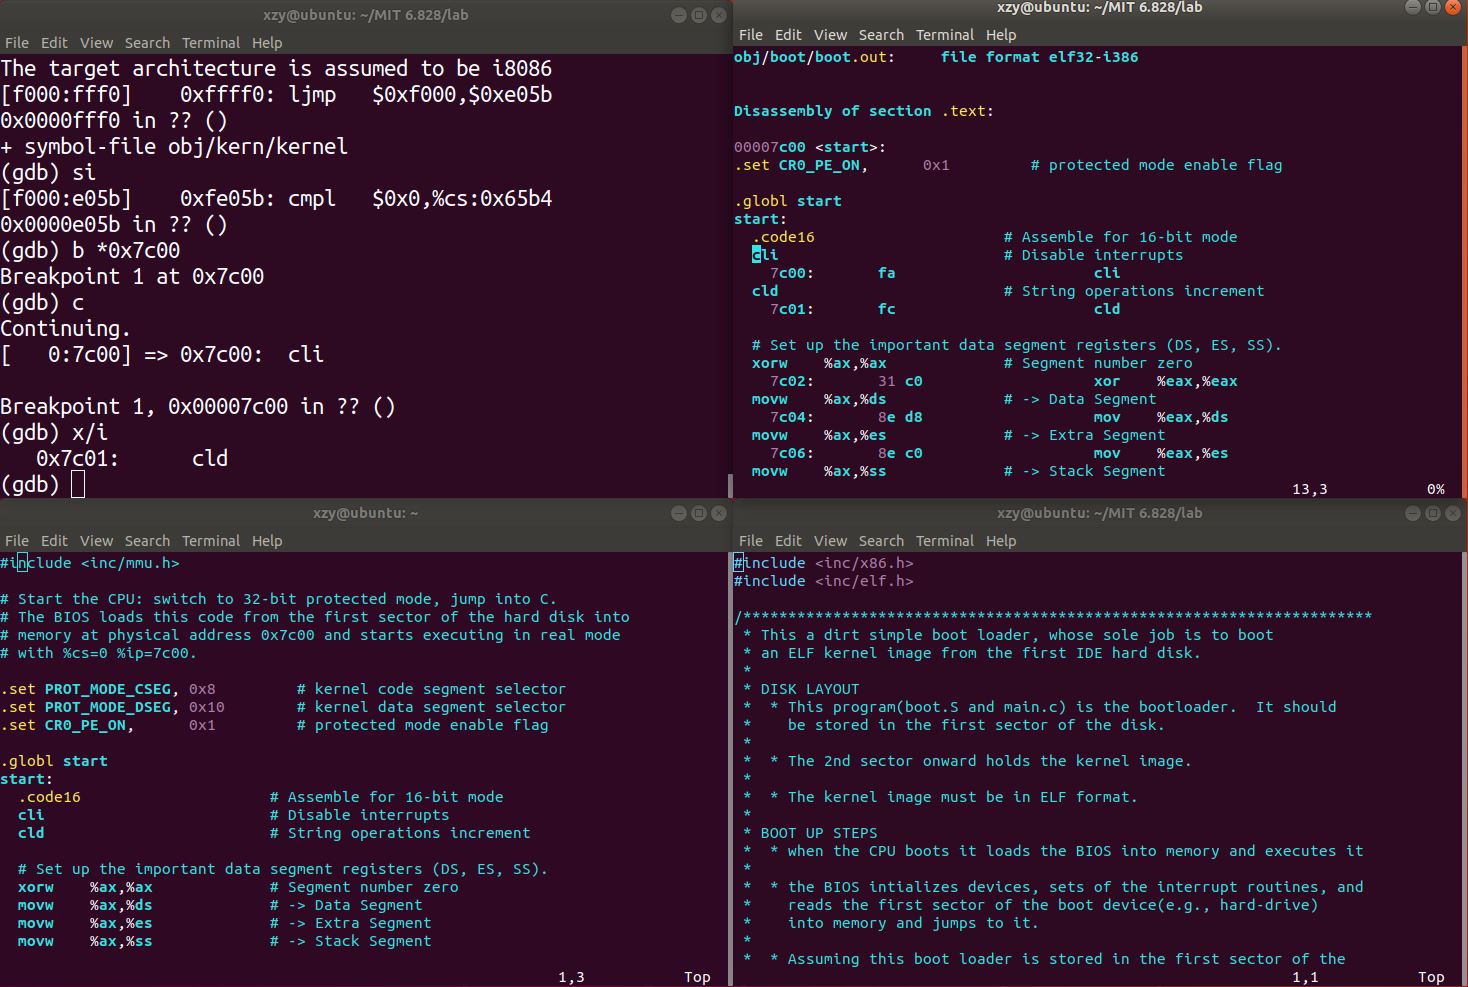 xzy@ubuntu: ~/MIT 6.828/lab
File Edit View Search Terminal Help
The target architecture is assumed to be i8086
[f000:fff0]    0xffff0: ljmp   $0xf000,$0xe05b
0x0000fff0 in ?? ()
+ symbol-file obj/kern/kernel
(gdb) si
[f000:e05b]    0xfe05b: cmpl   $0x0,%cs:0x65b4
0x0000e05b in ?? ()
(gdb) b *0x7c00
Breakpoint 1 at 0x7c00
(gdb) c
Continuing.
[   0:7c00] => 0x7c00:  cli
Breakpoint 1, 0x00007c00 in ?? ()
(gdb) x/i
   0x7c01:      cld
(gdb)
xzy@ubuntu: ~/MIT 6.828/lab
File Edit View Search Terminal Help
obj/boot/boot.out:     file format elf32-i386
Disassembly of section .text:
00007c00 <start>:
.set CR0_PE_ON,      0x1         # protected mode enable flag
.globl start
start:
  .code16                     # Assemble for 16-bit mode
  cli                         # Disable interrupts
    7c00:       fa                      cli
  cld                         # String operations increment
    7c01:       fc                      cld
  # Set up the important data segment registers (DS, ES, SS).
  xorw    %ax,%ax             # Segment number zero
    7c02:       31 c0                   xor    %eax,%eax
  movw    %ax,%ds             # -> Data Segment
    7c04:       8e d8                   mov    %eax,%ds
  movw    %ax,%es             # -> Extra Segment
    7c06:       8e c0                   mov    %eax,%es
  movw    %ax,%ss             # -> Stack Segment
13,3           0%
xzy@ubuntu: ~
File Edit View Search Terminal Help
#include <inc/mmu.h>
# Start the CPU: switch to 32-bit protected mode, jump into C.
# The BIOS loads this code from the first sector of the hard disk into
# memory at physical address 0x7c00 and starts executing in real mode
# with %cs=0 %ip=7c00.
.set PROT_MODE_CSEG, 0x8         # kernel code segment selector
.set PROT_MODE_DSEG, 0x10        # kernel data segment selector
.set CR0_PE_ON,      0x1         # protected mode enable flag
.globl start
start:
  .code16                     # Assemble for 16-bit mode
  cli                         # Disable interrupts
  cld                         # String operations increment
  # Set up the important data segment registers (DS, ES, SS).
  xorw    %ax,%ax             # Segment number zero
  movw    %ax,%ds             # -> Data Segment
  movw    %ax,%es             # -> Extra Segment
  movw    %ax,%ss             # -> Stack Segment
1,3           Top
xzy@ubuntu: ~/MIT 6.828/lab
File Edit View Search Terminal Help
#include <inc/x86.h>
#include <inc/elf.h>
/**********************************************************************
 * This a dirt simple boot loader, whose sole job is to boot
 * an ELF kernel image from the first IDE hard disk.
 *
 * DISK LAYOUT
 *  * This program(boot.S and main.c) is the bootloader.  It should
 *    be stored in the first sector of the disk.
 *
 *  * The 2nd sector onward holds the kernel image.
 *
 *  * The kernel image must be in ELF format.
 *
 * BOOT UP STEPS
 *  * when the CPU boots it loads the BIOS into memory and executes it
 *
 *  * the BIOS intializes devices, sets of the interrupt routines, and
 *    reads the first sector of the boot device(e.g., hard-drive)
 *    into memory and jumps to it.
 *
 *  * Assuming this boot loader is stored in the first sector of the
1,1           Top